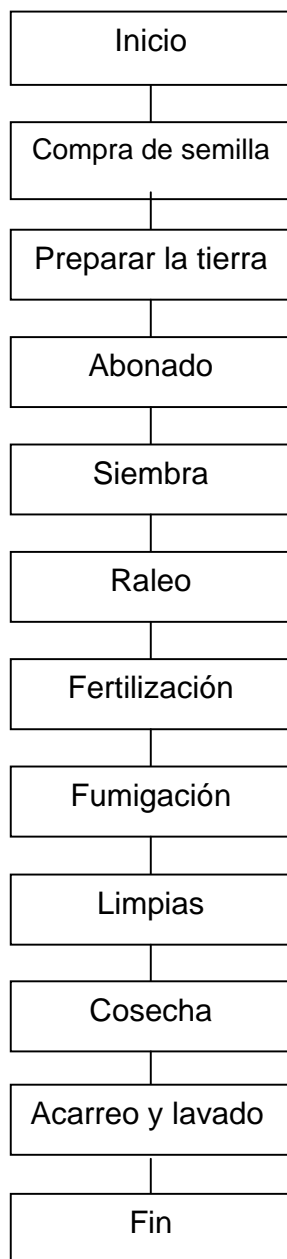 Inicio
Compra de semilla
Preparar la tierra
Abonado
Siembra
Raleo
Fertilización
Fumigación
Limpias
Cosecha
Acarreo y lavado
Fin